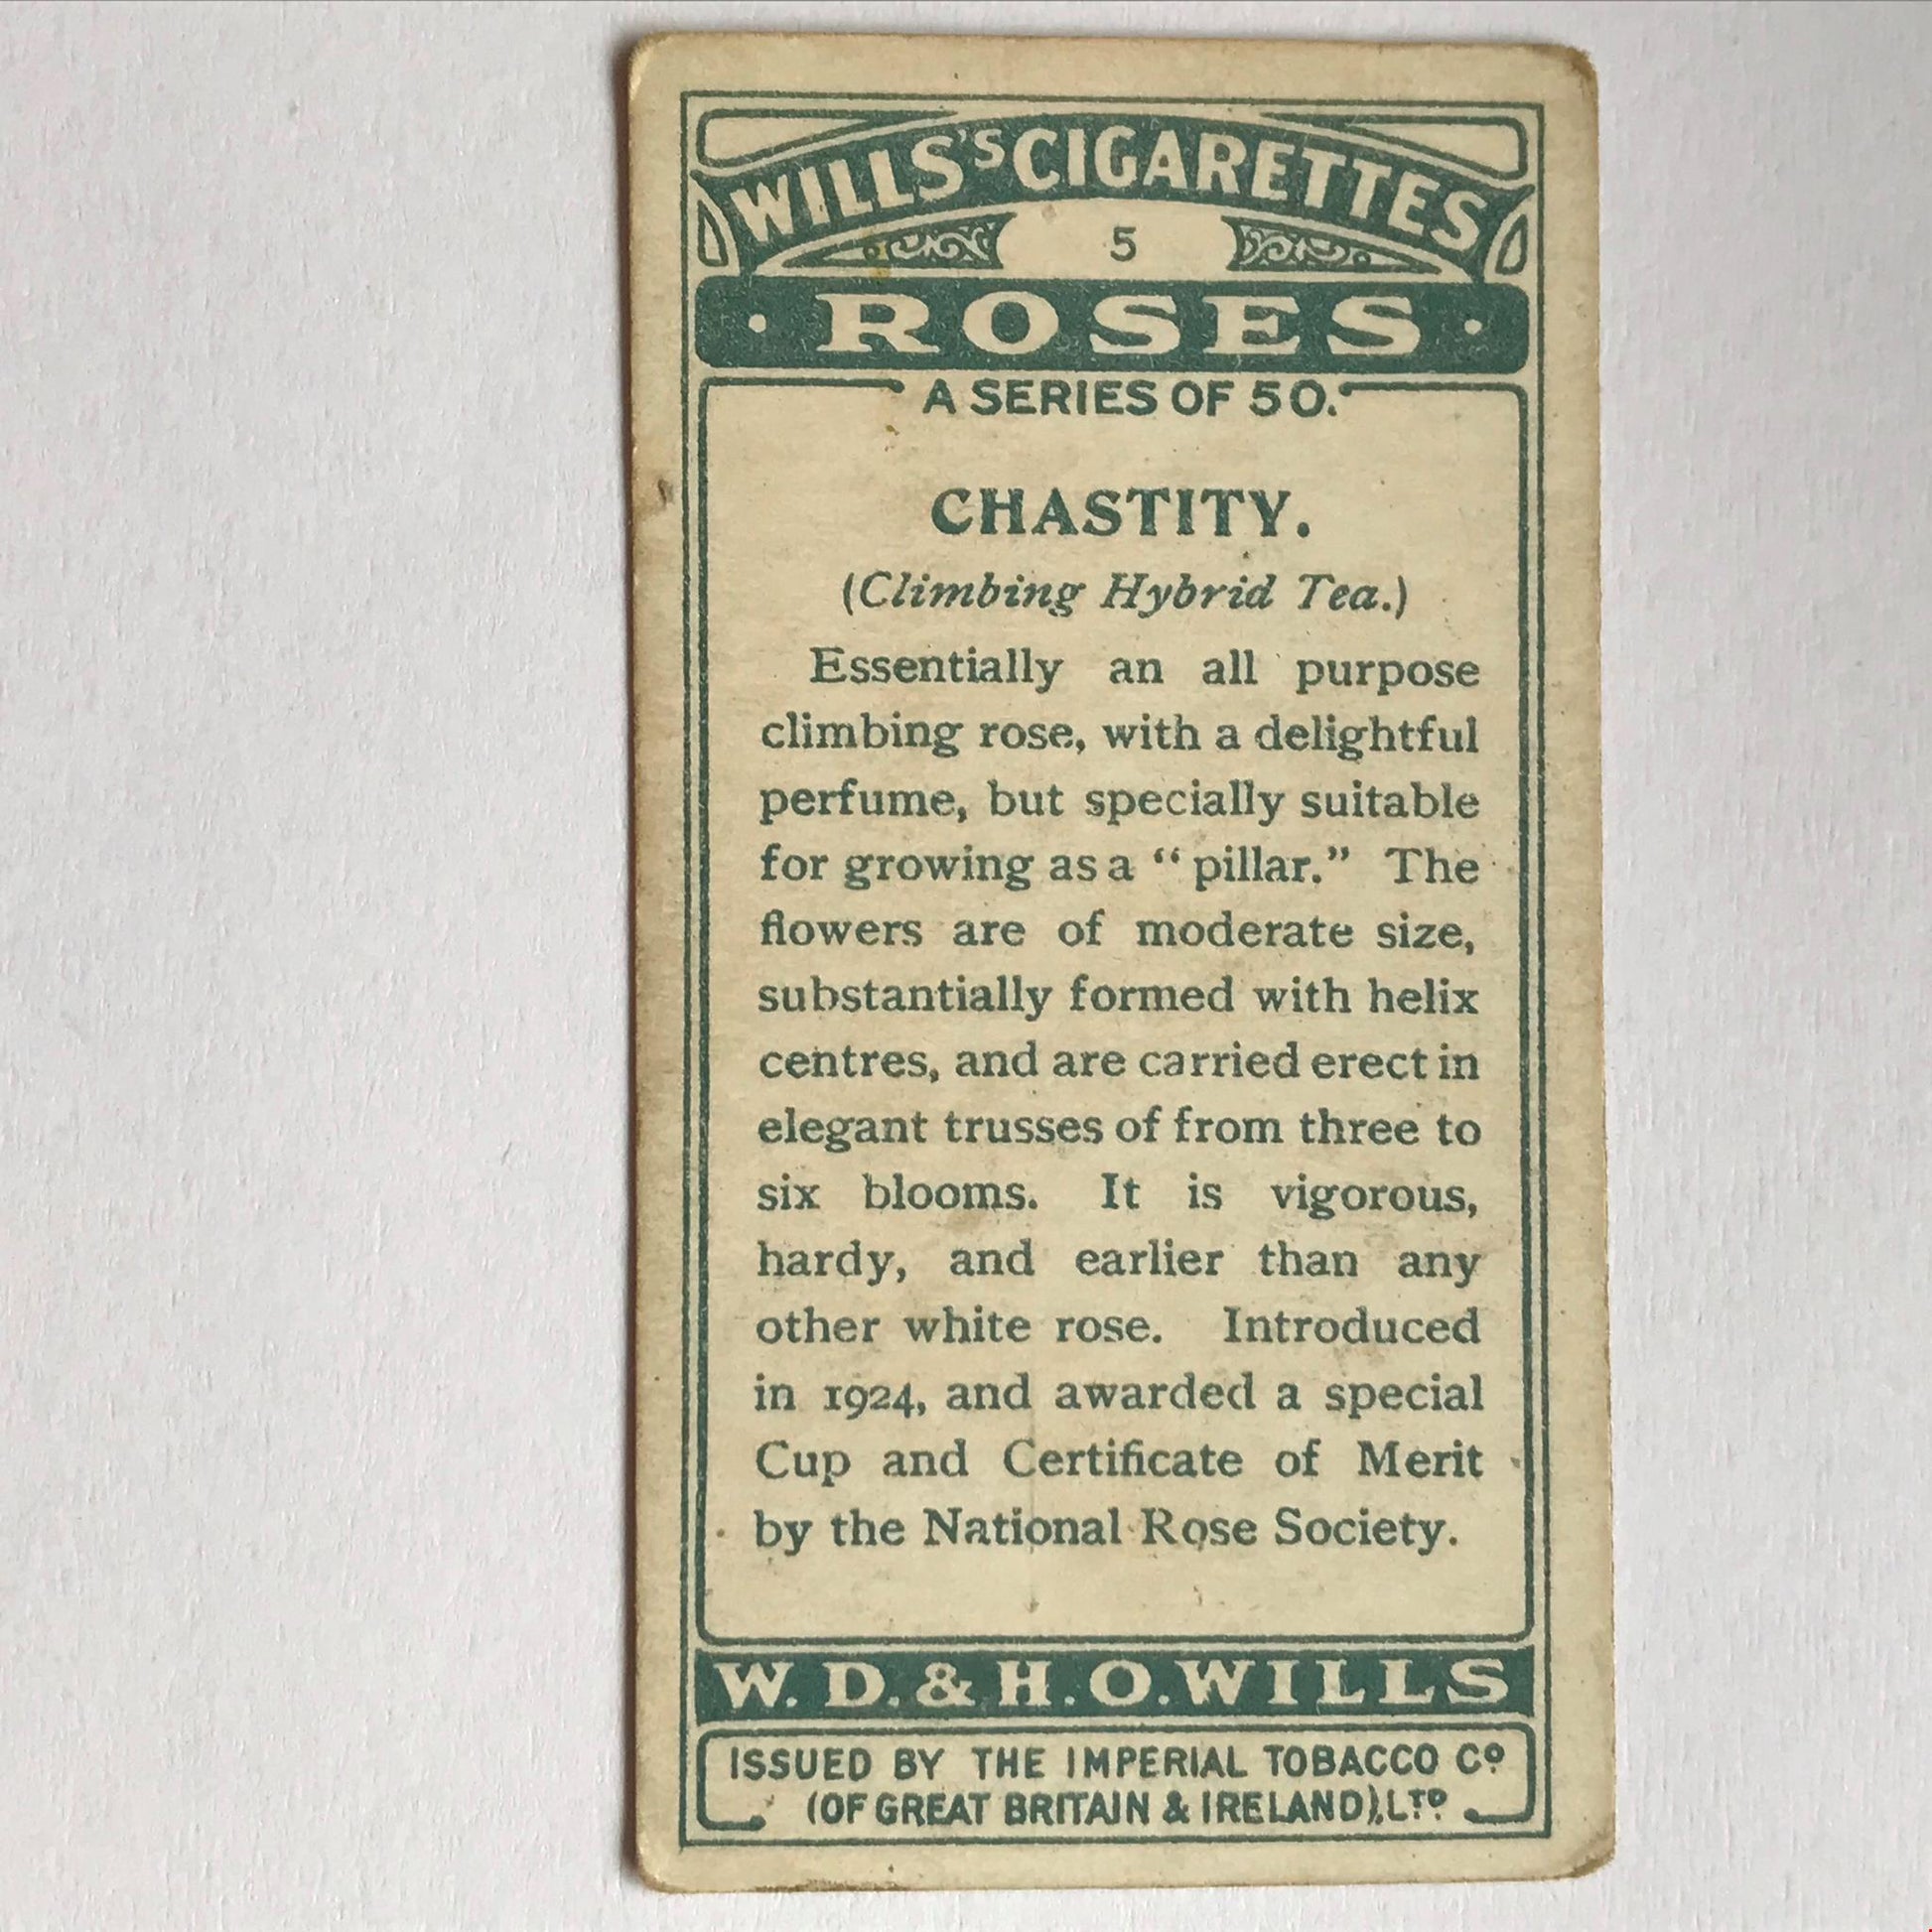 WILLS'S CIGARETTES
5
· ROSES ·
A SERIES OF 50.
CHASTITY.
(Climbing Hybrid Tea.)
Essentially an all purpose
climbing rose, with a delightful
perfume, but specially suitable
for growing as a “ pillar.” The
flowers are of moderate size,
substantially formed with helix
centres, and are carried erect in
elegant trusses of from three to
six blooms. It is vigorous,
hardy, and earlier than any
other white rose. Introduced
in 1924, and awarded a special
Cup and Certificate of Merit
by the National Rose Society.
W. D. & H. O. WILLS
ISSUED BY THE IMPERIAL TOBACCO Cº
(OF GREAT BRITAIN & IRELAND), LTD.